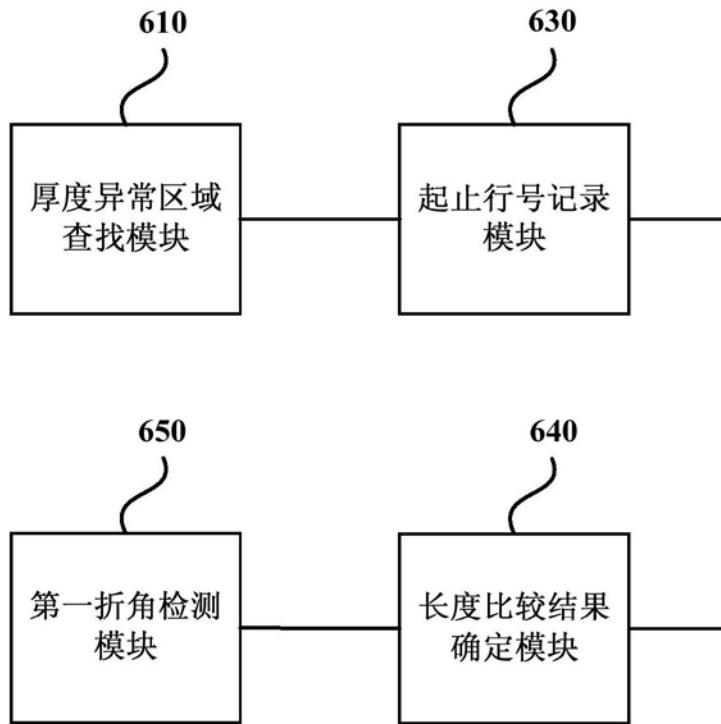 610
630
厚度异常区域
查找模块
起止行号记录
模块
650
640
第一折角检测
模块
长度比较结果
确定模块